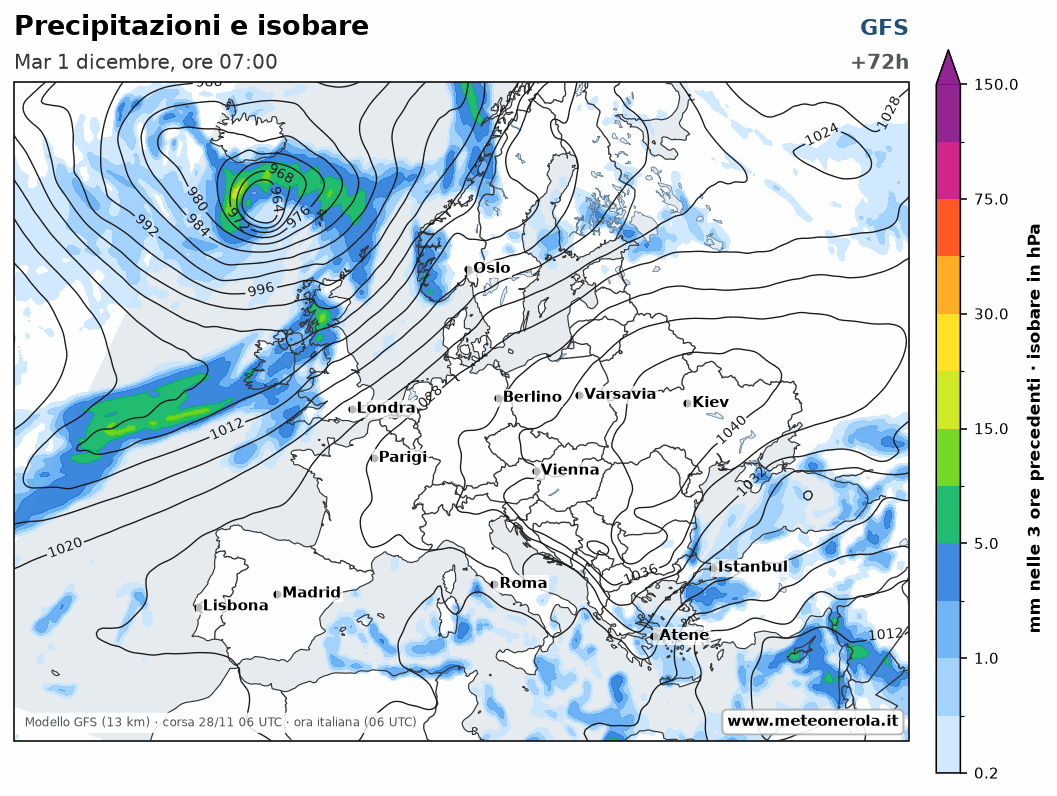 Precipitazioni e isobare
GFS
Mar 1 dicembre, ore 07:00
+72h
150.0
75.0
30.0
15.0
5.0
1.0
0.2
mm nelle 3 ore precedenti · isobare in hPa
1028
1024
968
964
976
972
980
984
992
996
Oslo
1012
Londra
Berlino
Varsavia
Kiev
1040
Parigi
Vienna
1032
1020
1036
Istanbul
Madrid
Roma
Lisbona
Atene
1012
Modello GFS (13 km) · corsa 28/11 06 UTC · ora italiana (06 UTC)
www.meteonerola.it